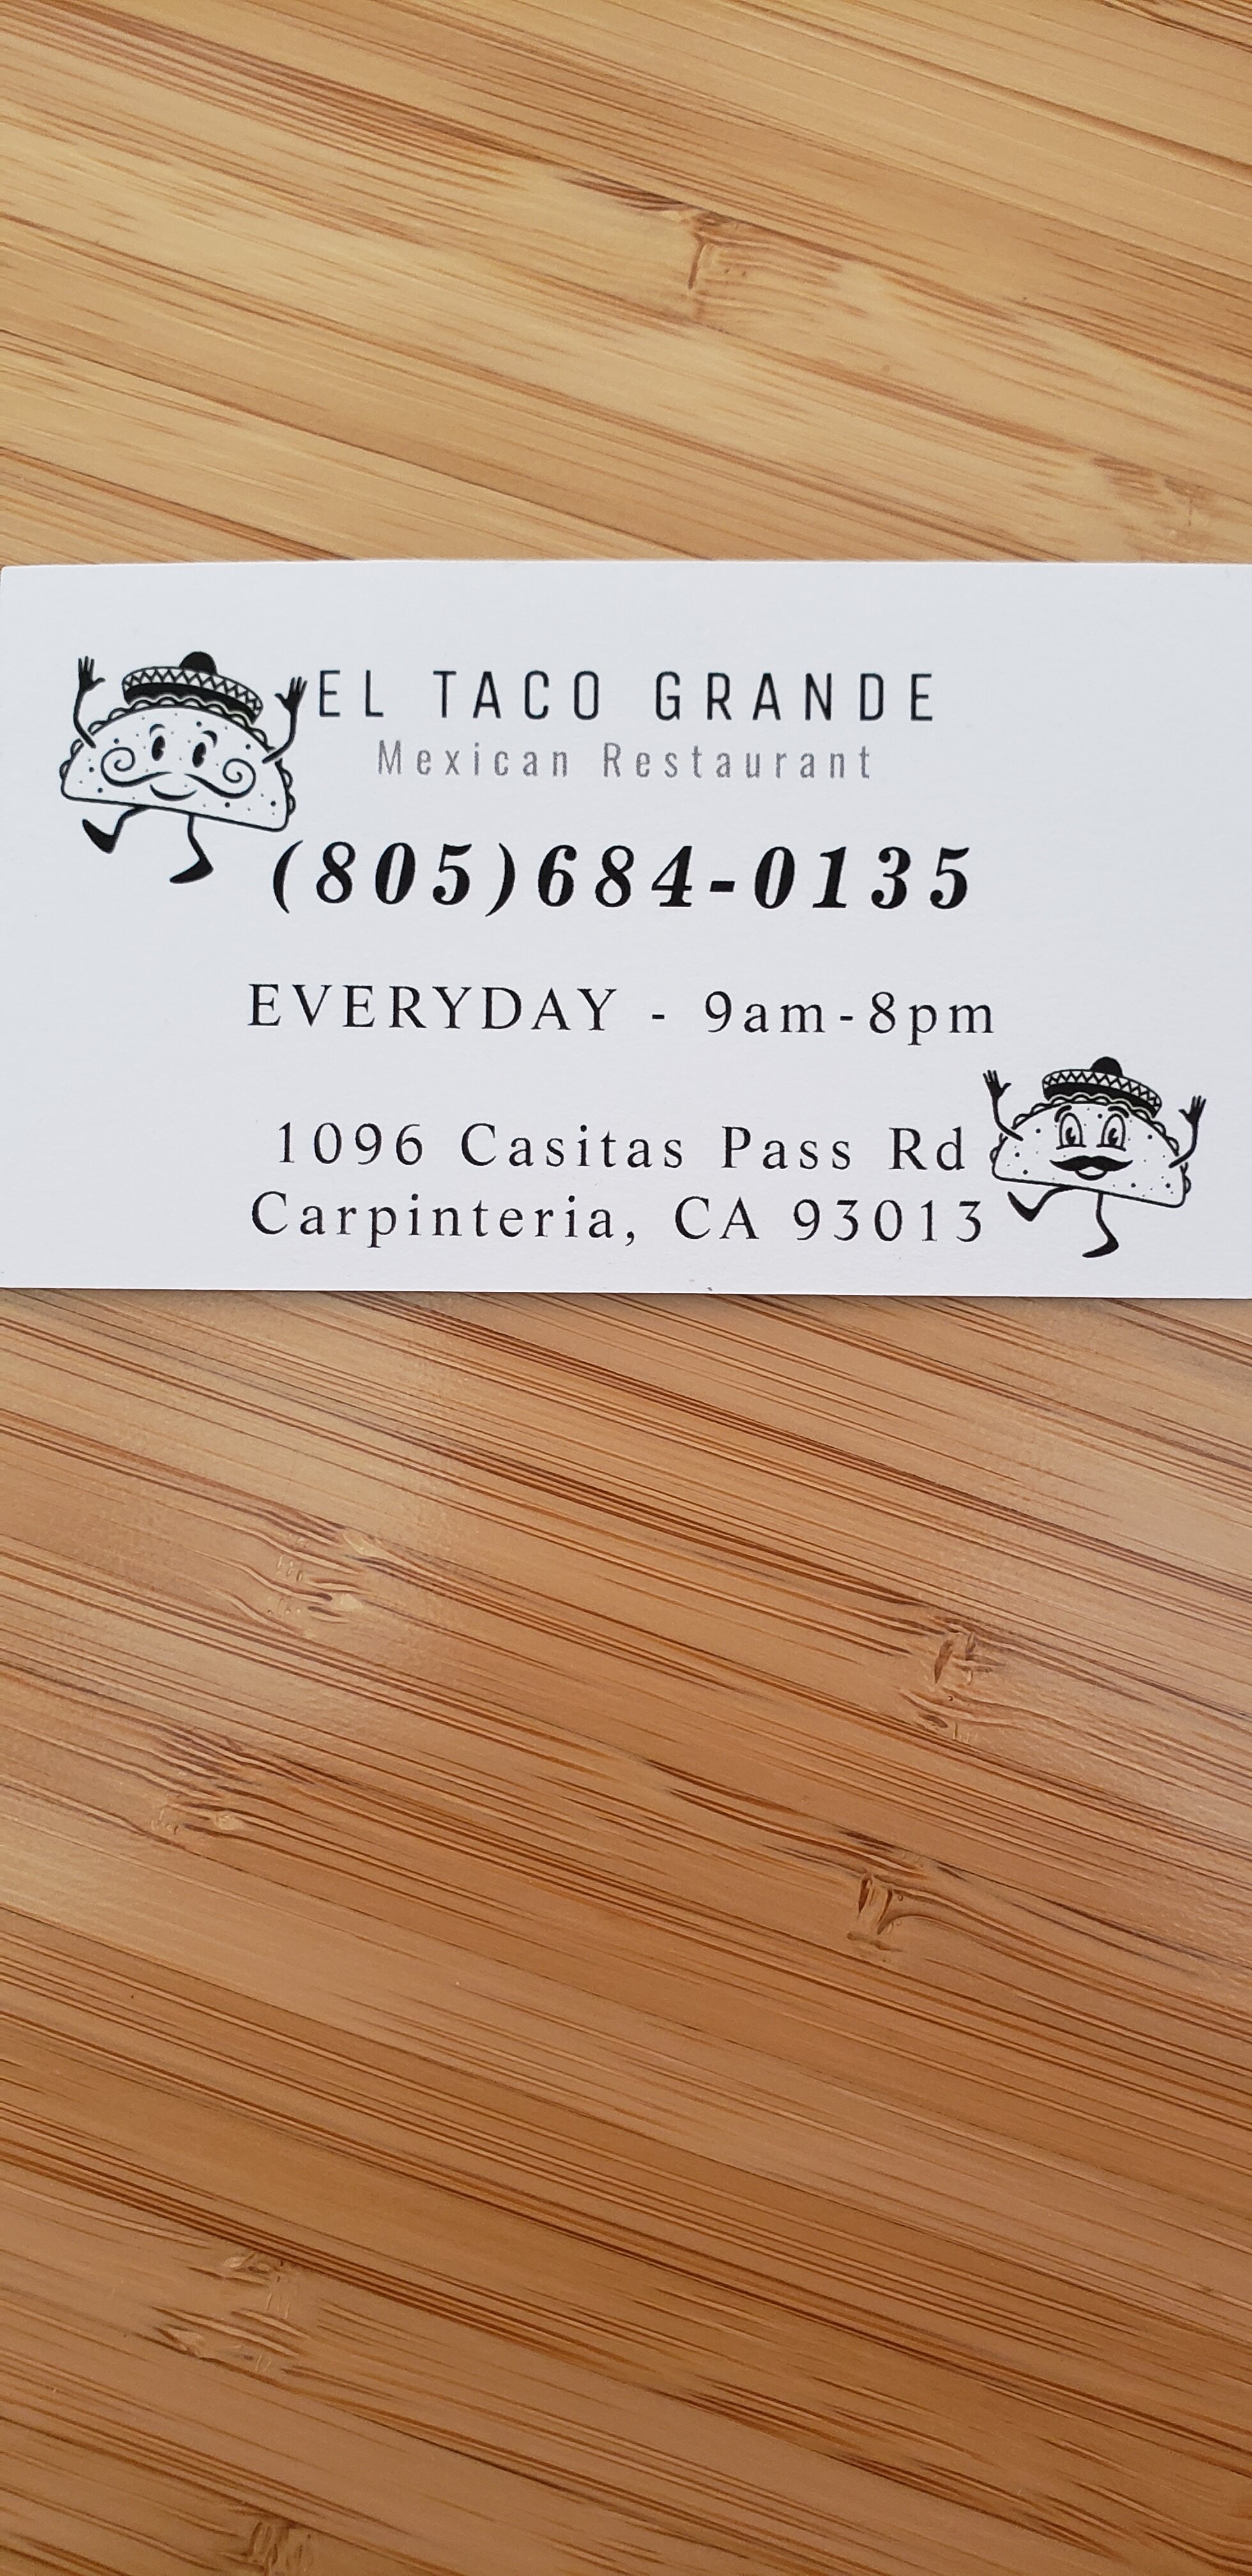 EL TACO GRANDE
Mexican Restaurant
(805)684-0135
EVERYDAY - 9am-8pm
1096 Casitas Pass Rd
Carpinteria, CA 93013